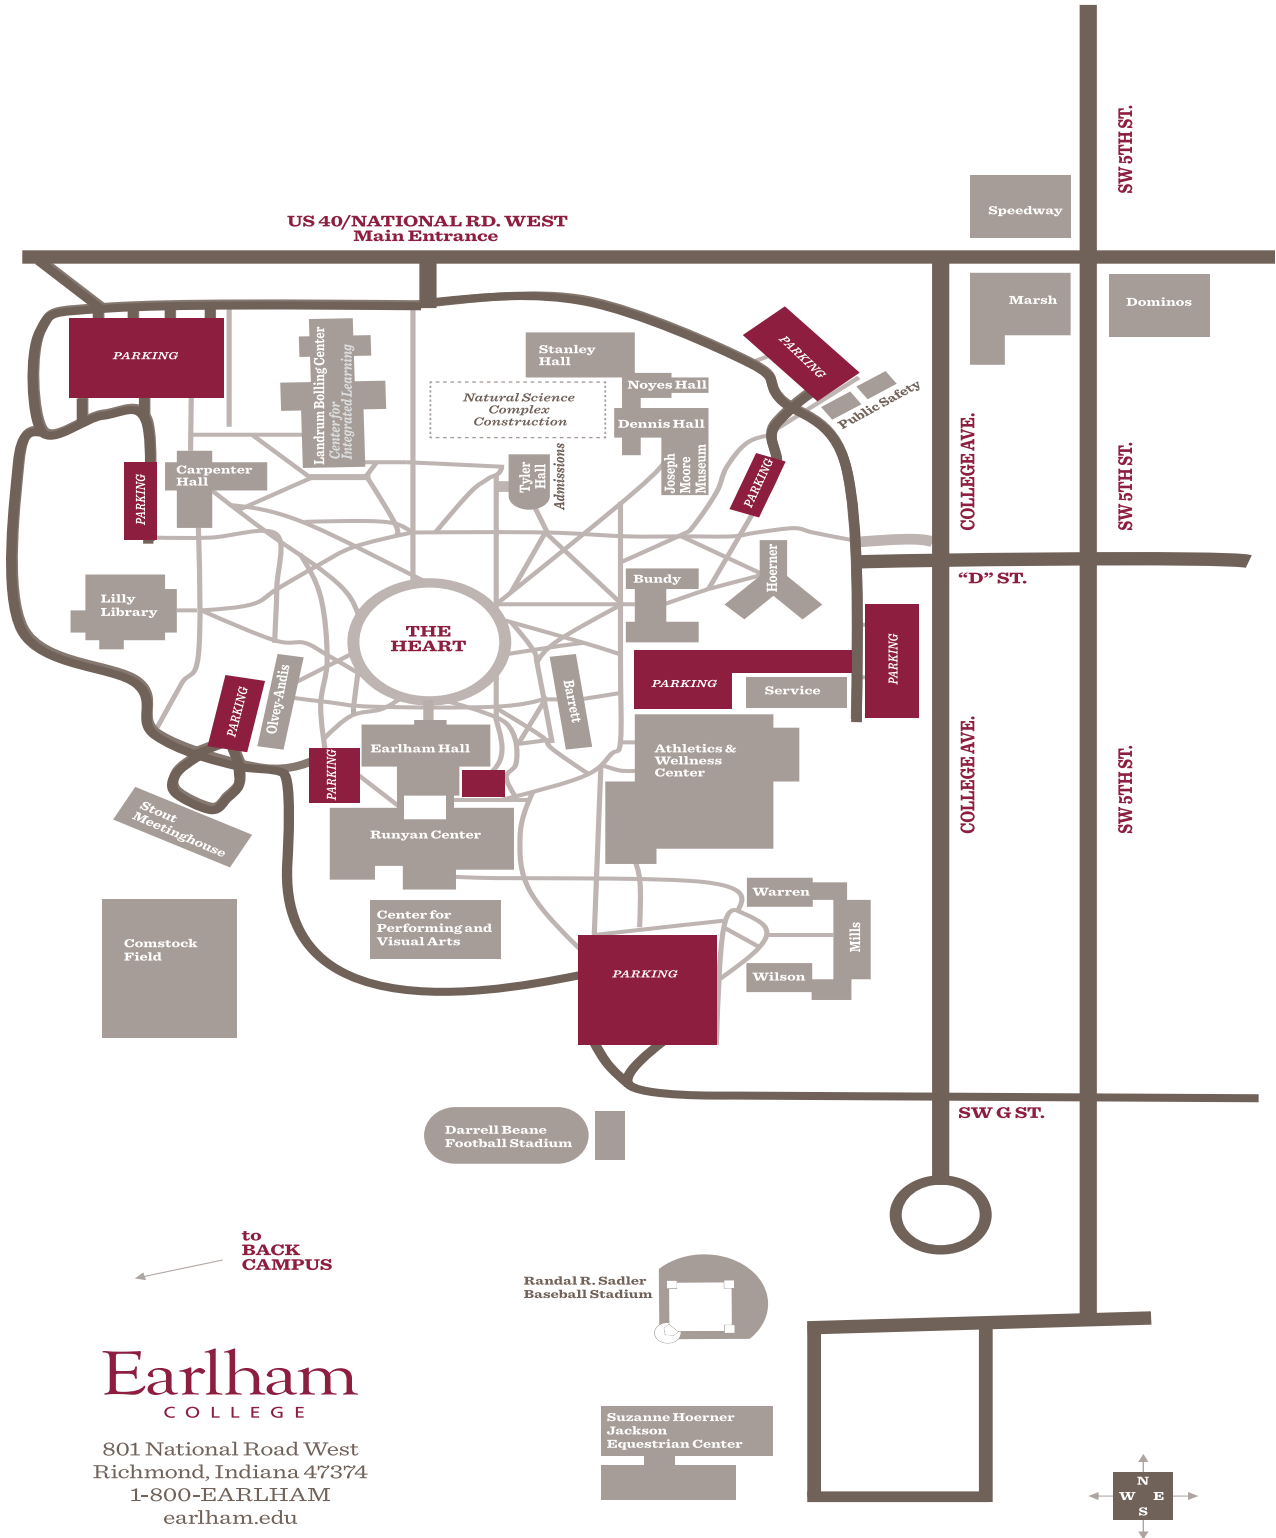 SW 5TH ST.
Speedway
US 40/NATIONAL RD. WEST
Main Entrance
Marsh
Dominos
PARKING
Landrum Bolling Center
Center for
Integrated Learning
Stanley
Hall
PARKING
Noyes Hall
Natural Science
Complex
Construction
Dennis Hall
Public Safety
COLLEGE AVE.
SW 5TH ST.
Carpenter
Hall
PARKING
Tyler
Hall
Admissions
Joseph
Moore
Museum
PARKING
"D" ST.
Lilly
Library
Bundy
Hoerner
THE
HEART
PARKING
Olvey-Andis
PARKING
Barrett
PARKING
Service
COLLEGE AVE.
SW 5TH ST.
Earlham Hall
PARKING
Athletics &
Wellness
Center
Stout
Meetinghouse
Runyan Center
Warren
Center for
Performing and
Visual Arts
Mills
Comstock
Field
PARKING
Wilson
SW G ST.
Darrell Beane
Football Stadium
to
BACK
CAMPUS
Randal R. Sadler
Baseball Stadium
Earlham
COLLEGE
801 National Road West
Richmond, Indiana 47374
1-800-EARLHAM
earlham.edu
Suzanne Hoerner
Jackson
Equestrian Center
N
W E
S